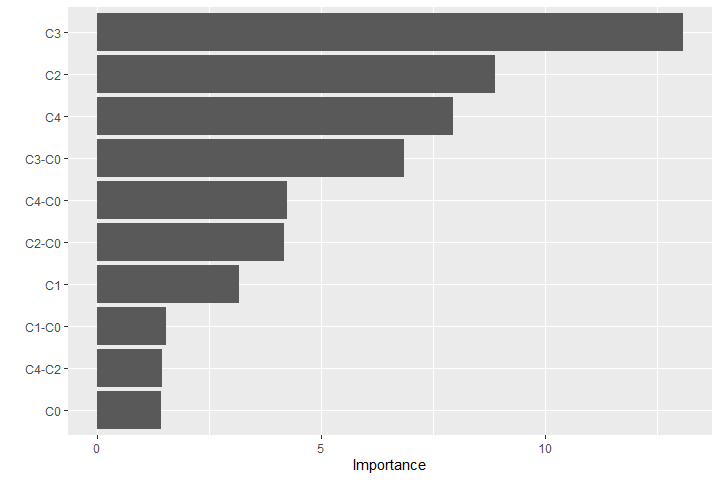 C3
C2
C4
C3-C0
C4-C0
C2-C0
C1
C1-C0
C4-C2
C0
0 5 10
Importance